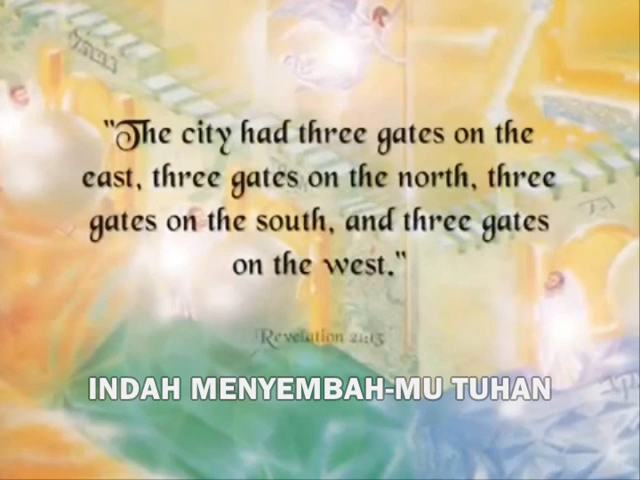 "The city had three gates on the
east, three gates on the north, three
gates on the south, and three gates
on the west."
Revelation 21:13
INDAH MENYEMBAH-MU TUHAN